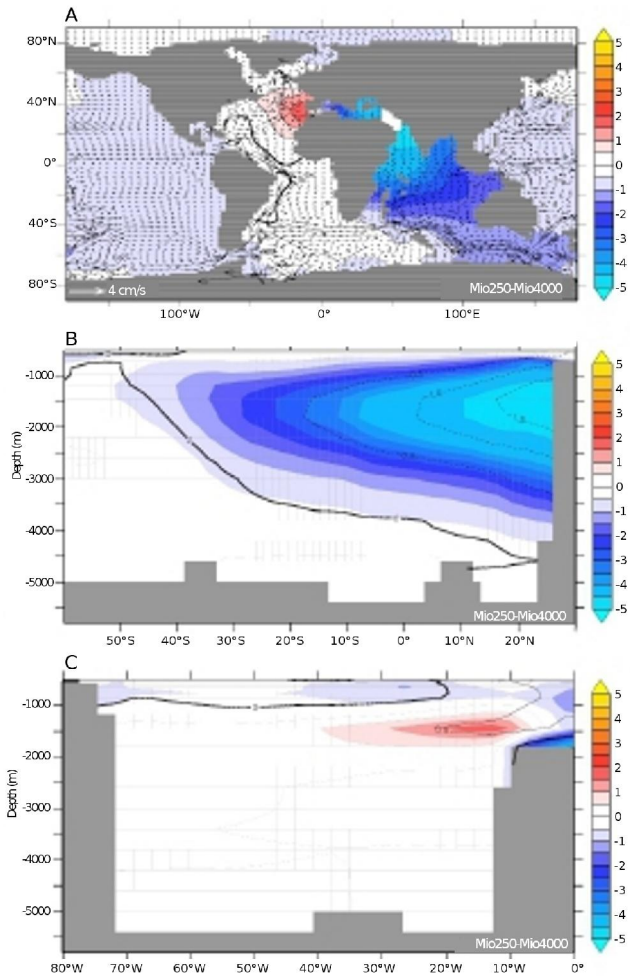 A
80°N
40°N
0°
40°S
80°S
4 cm/s
Mio250-Mio4000
100°W
0°
100°E
5
4
3
2
1
0
-1
-2
-3
-4
-5
B
Depth (m)
-1000
-2000
-3000
-4000
-5000
Mio250-Mio4000
50°S
40°S
30°S
20°S
10°S
0°
10°N
20°N
5
4
3
2
1
0
-1
-2
-3
-4
-5
C
Depth (m)
-1000
-2000
-3000
-4000
-5000
Mio250-Mio4000
80°W
70°W
60°W
50°W
40°W
30°W
20°W
10°W
0°
5
4
3
2
1
0
-1
-2
-3
-4
-5